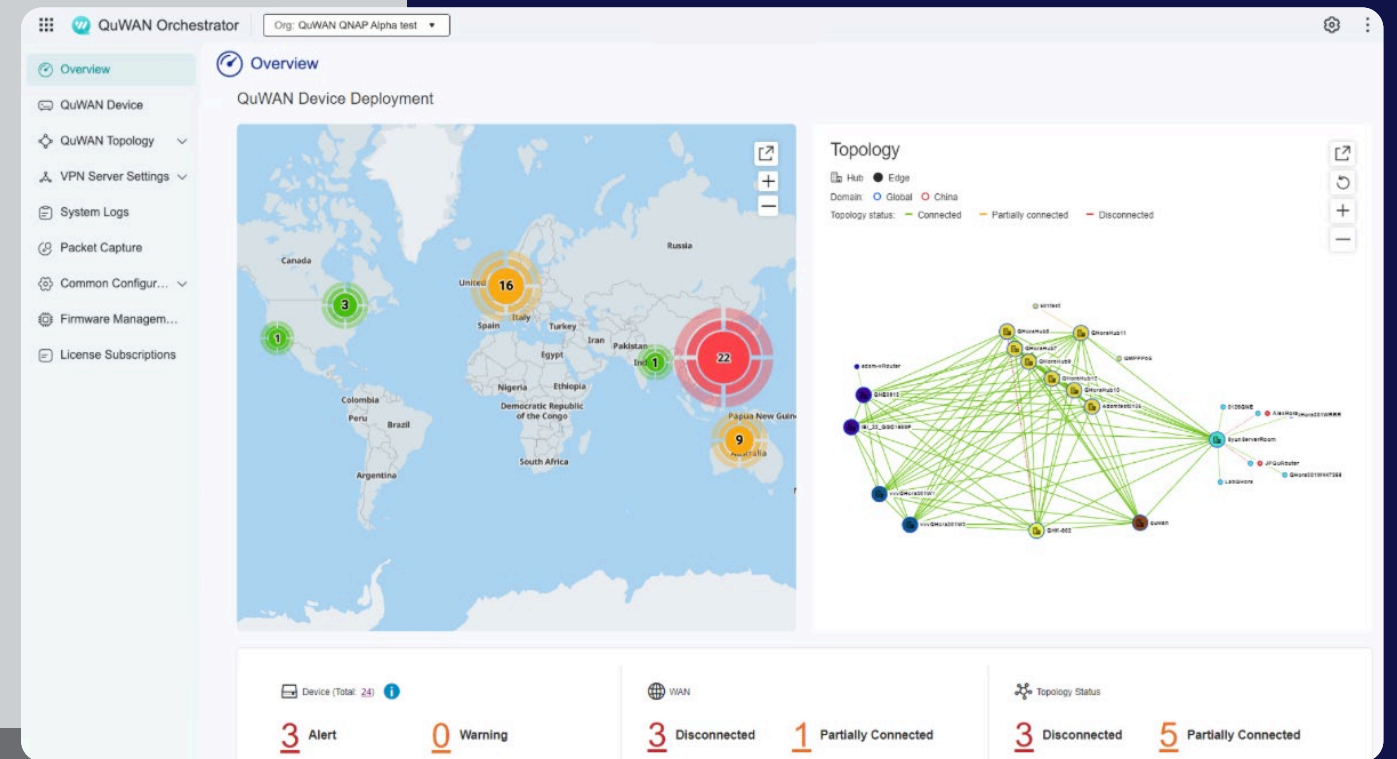 QuWAN Orchestrator
Org: QuWAN QNAP Alpha test
Overview
QuWAN Device
QuWAN Topology
VPN Server Settings
System Logs
Packet Capture
Common Configur...
Firmware Managem...
License Subscriptions
Overview
QuWAN Device Deployment
Russia
Canada
United
16
3
Italy
Spain
Turkey
1
Iran
Pakistan
Egypt
1
22
Nigeria
Ethiopia
Colombia
Democratic Republic
of the Congo
Peru
Brazil
Papua New Guin
9
South Africa
Argentina
Topology
Hub
Edge
Domain:
Global
China
Topology status:
Connected
Partially connected
Disconnected
QHoraHub11
QHoraHub7
QMPPPoE
quwan
Device (Total: 24)
3 Alert
0 Warning
WAN
3 Disconnected
1 Partially Connected
Topology Status
3 Disconnected
5 Partially Connected